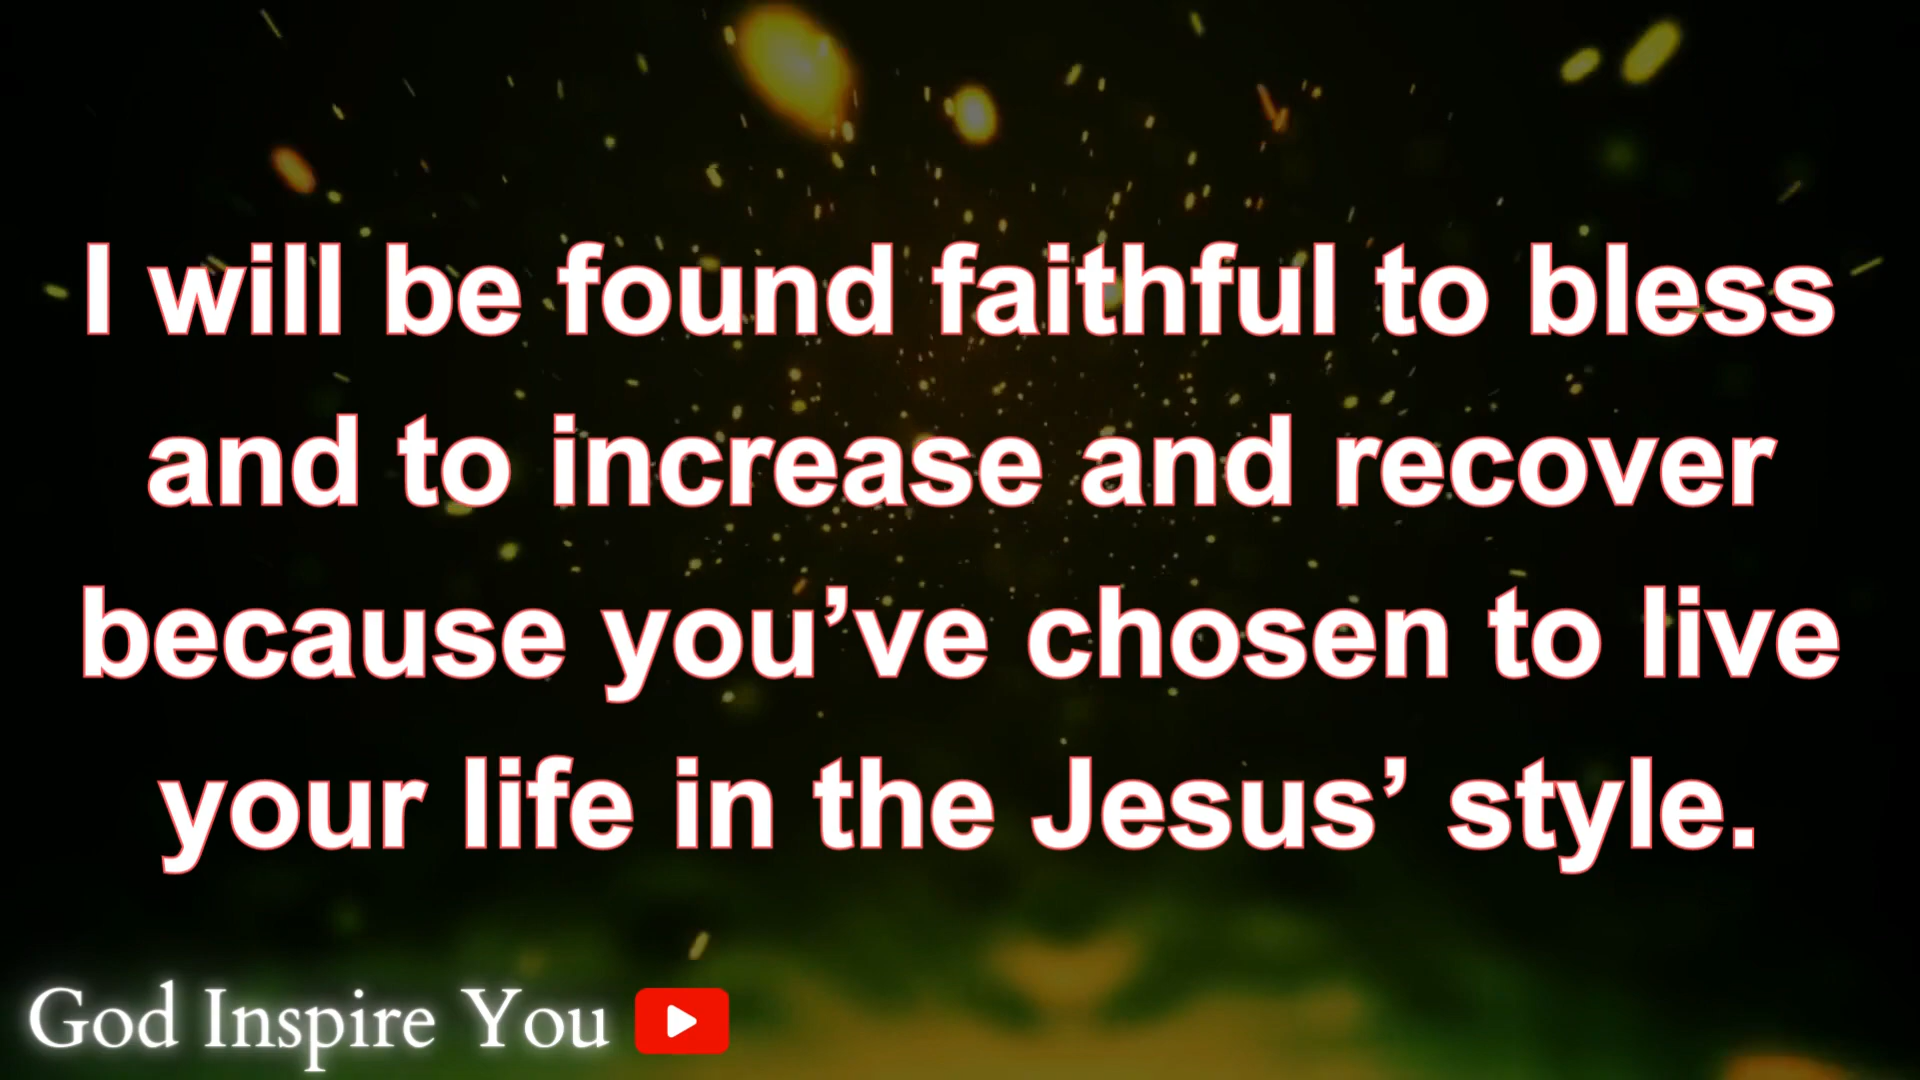 I will be found faithful to bless
and to increase and recover
because you’ve chosen to live
your life in the Jesus’ style.
God Inspire You